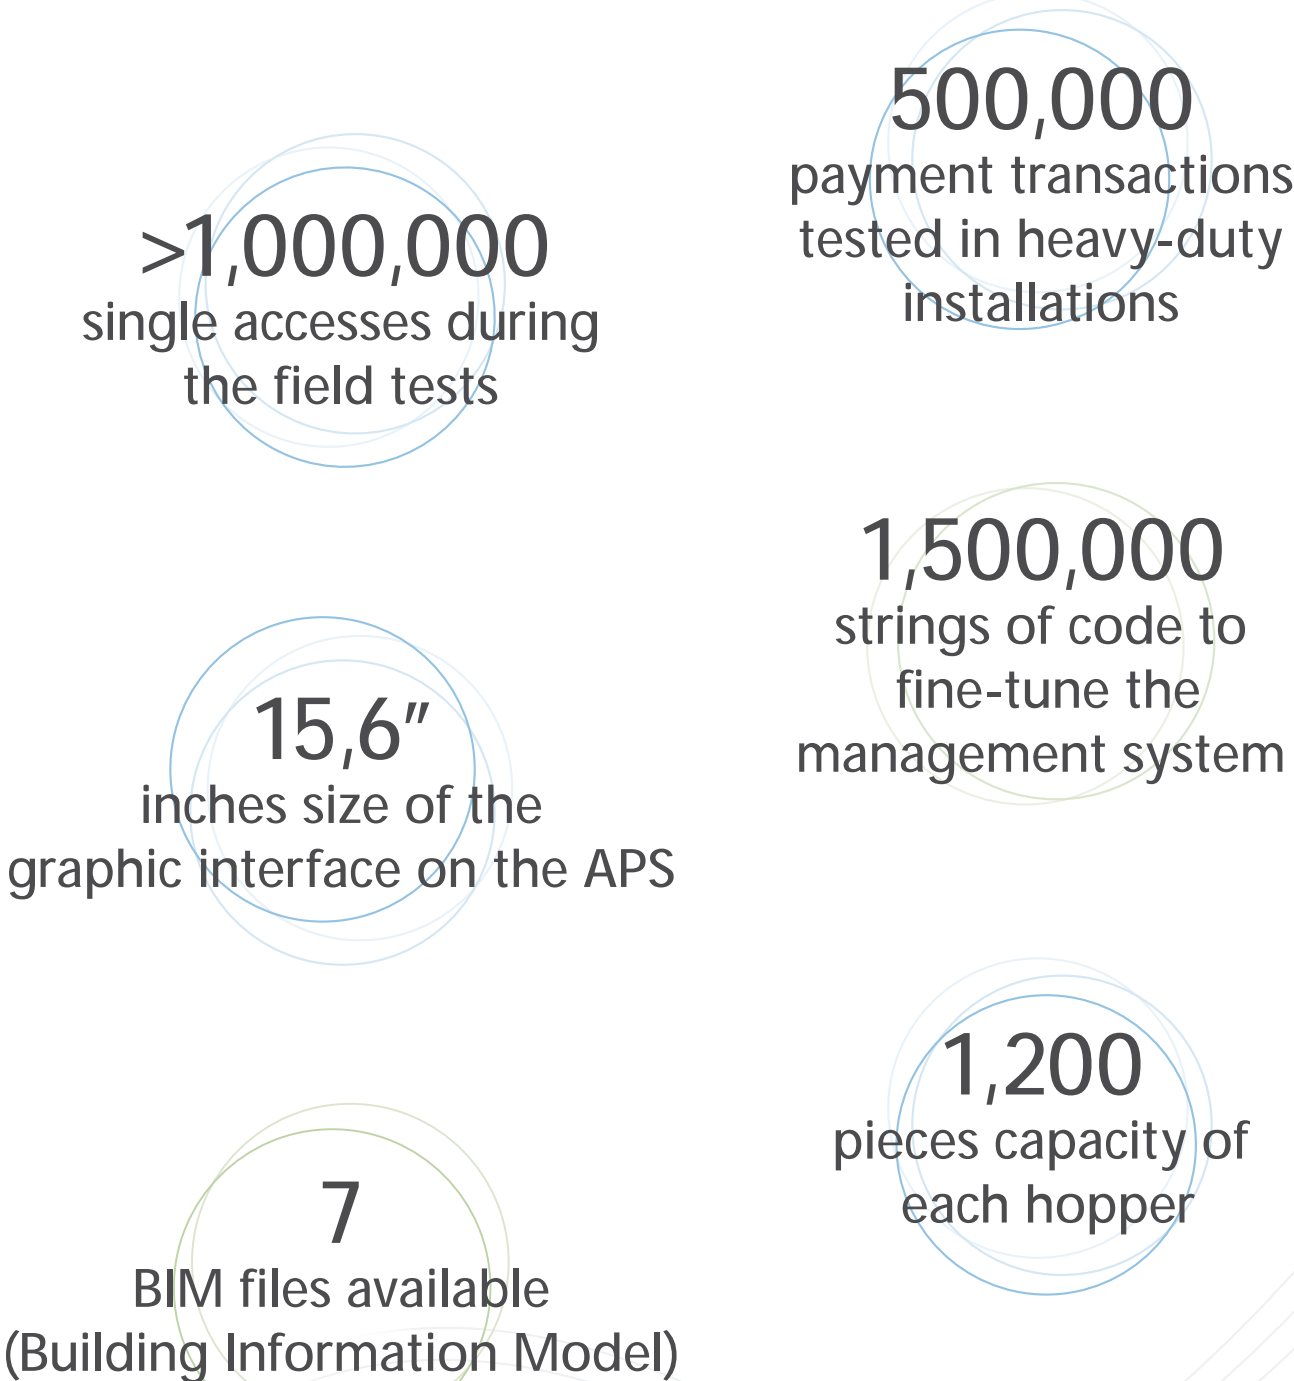 >1,000,000
single accesses during
the field tests
500,000
payment transactions
tested in heavy-duty
installations
15,6"
inches size of the
graphic interface on the APS
1,500,000
strings of code to
fine-tune the
management system
7
BIM files available
(Building Information Model)
1,200
pieces capacity of
each hopper